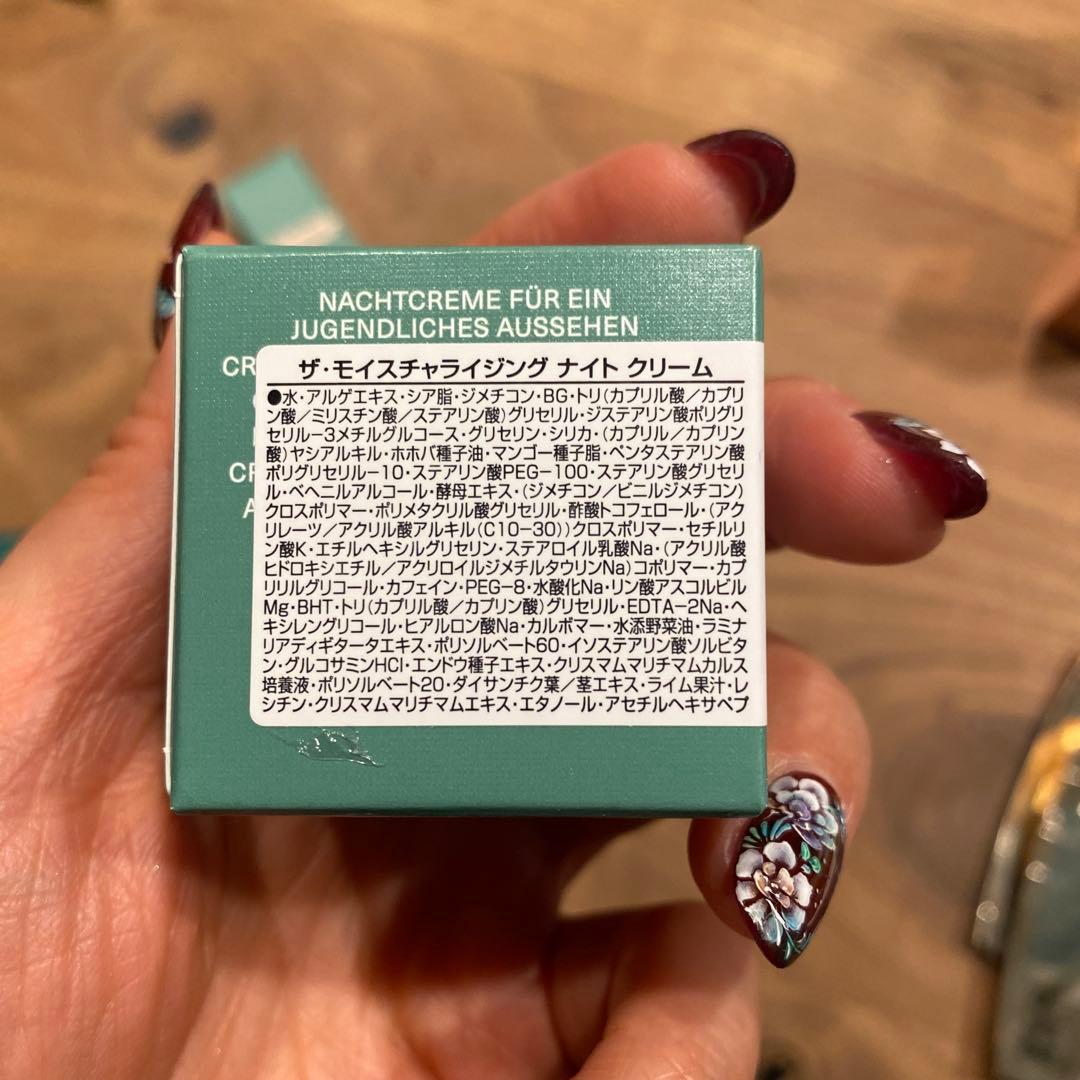 NACHTCREME FÜR EIN
JUGENDLICHES AUSSEHEN
ザ・モイスチャライジング ナイト クリーム
●水・アルゲエキス・シア脂・ジメチコン・BG・トリ(カプリル酸／カプリ
ン酸／ミリスチン酸／ステアリン酸)グリセリル・ジステアリン酸ポリグリ
セリル－3メチルグルコース・グリセリン・シリカ・(カプリル／カプリン
酸)ヤシアルキル・ホホバ種子油・マンゴー種子脂・ペンタステアリン酸
ポリグリセリル－10・ステアリン酸PEG－100・ステアリン酸グリセリ
ル・ベヘニルアルコール・酵母エキス・(ジメチコン／ビニルジメチコン)
クロスポリマー・ポリメタクリル酸グリセリル・酢酸トコフェロール・(アク
リレーツ／アクリル酸アルキル(C10－30))クロスポリマー・セチルリ
ン酸K・エチルヘキシルグリセリン・ステアロイル乳酸Na・(アクリル酸
ヒドロキシエチル／アクリロイルジメチルタウリンNa)コポリマー・カプ
リリルグリコール・カフェイン・PEG－8・水酸化Na・リン酸アスコルビル
Mg・BHT・トリ(カプリル酸／カプリン酸)グリセリル・EDTA－2Na・ヘ
キシレングリコール・ヒアルロン酸Na・カルボマー・水添野菜油・ラミナ
リアディギタータエキス・ポリソルベート60・イソステアリン酸ソルビタ
ン・グルコサミンHCl・エンドウ種子エキス・クリスマムマリチマムカルス
培養液・ポリソルベート20・ダイサンチク葉／茎エキス・ライム果汁・レ
シチン・クリスマムマリチマムエキス・エタノール・アセチルヘキサペプ